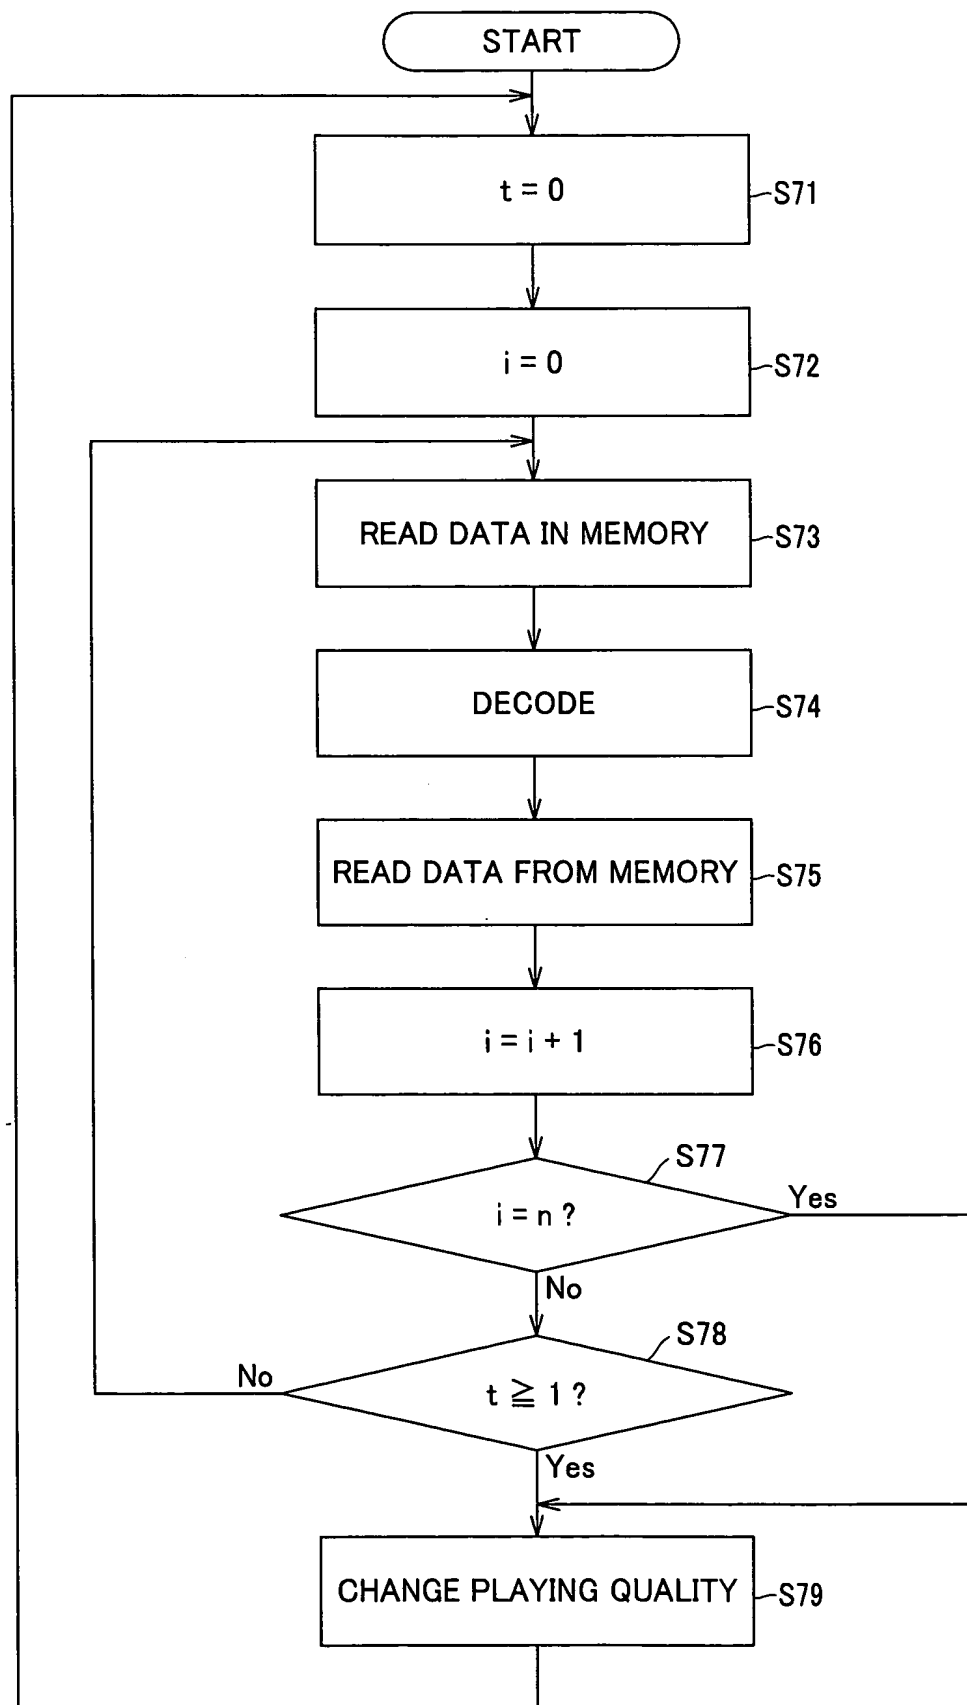 START
t = 0
S71
i = 0
S72
READ DATA IN MEMORY
S73
DECODE
S74
READ DATA FROM MEMORY
S75
i = i + 1
S76
S77
i = n ?
Yes
No
S78
t ≧ 1 ?
No
Yes
CHANGE PLAYING QUALITY
S79